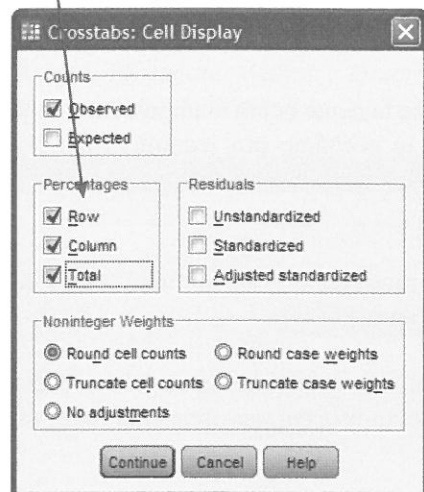 Crosstabs: Cell Display
Counts
Observed
Expected
Percentages
Row
Column
Total
Residuals
Unstandardized
Standardized
Adjusted standardized
Noninteger Weights
Round cell counts
Round case weights
Truncate cell counts
Truncate case weights
No adjustments
Continue
Cancel
Help